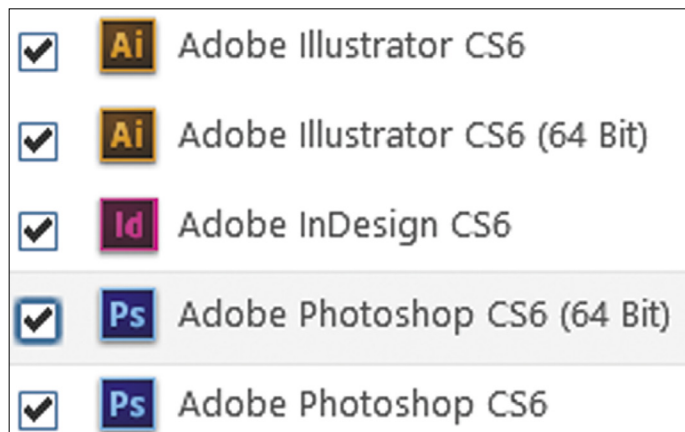 Ai Adobe Illustrator CS6
Ai Adobe Illustrator CS6 (64 Bit)
Id Adobe InDesign CS6
Ps Adobe Photoshop CS6 (64 Bit)
Ps Adobe Photoshop CS6